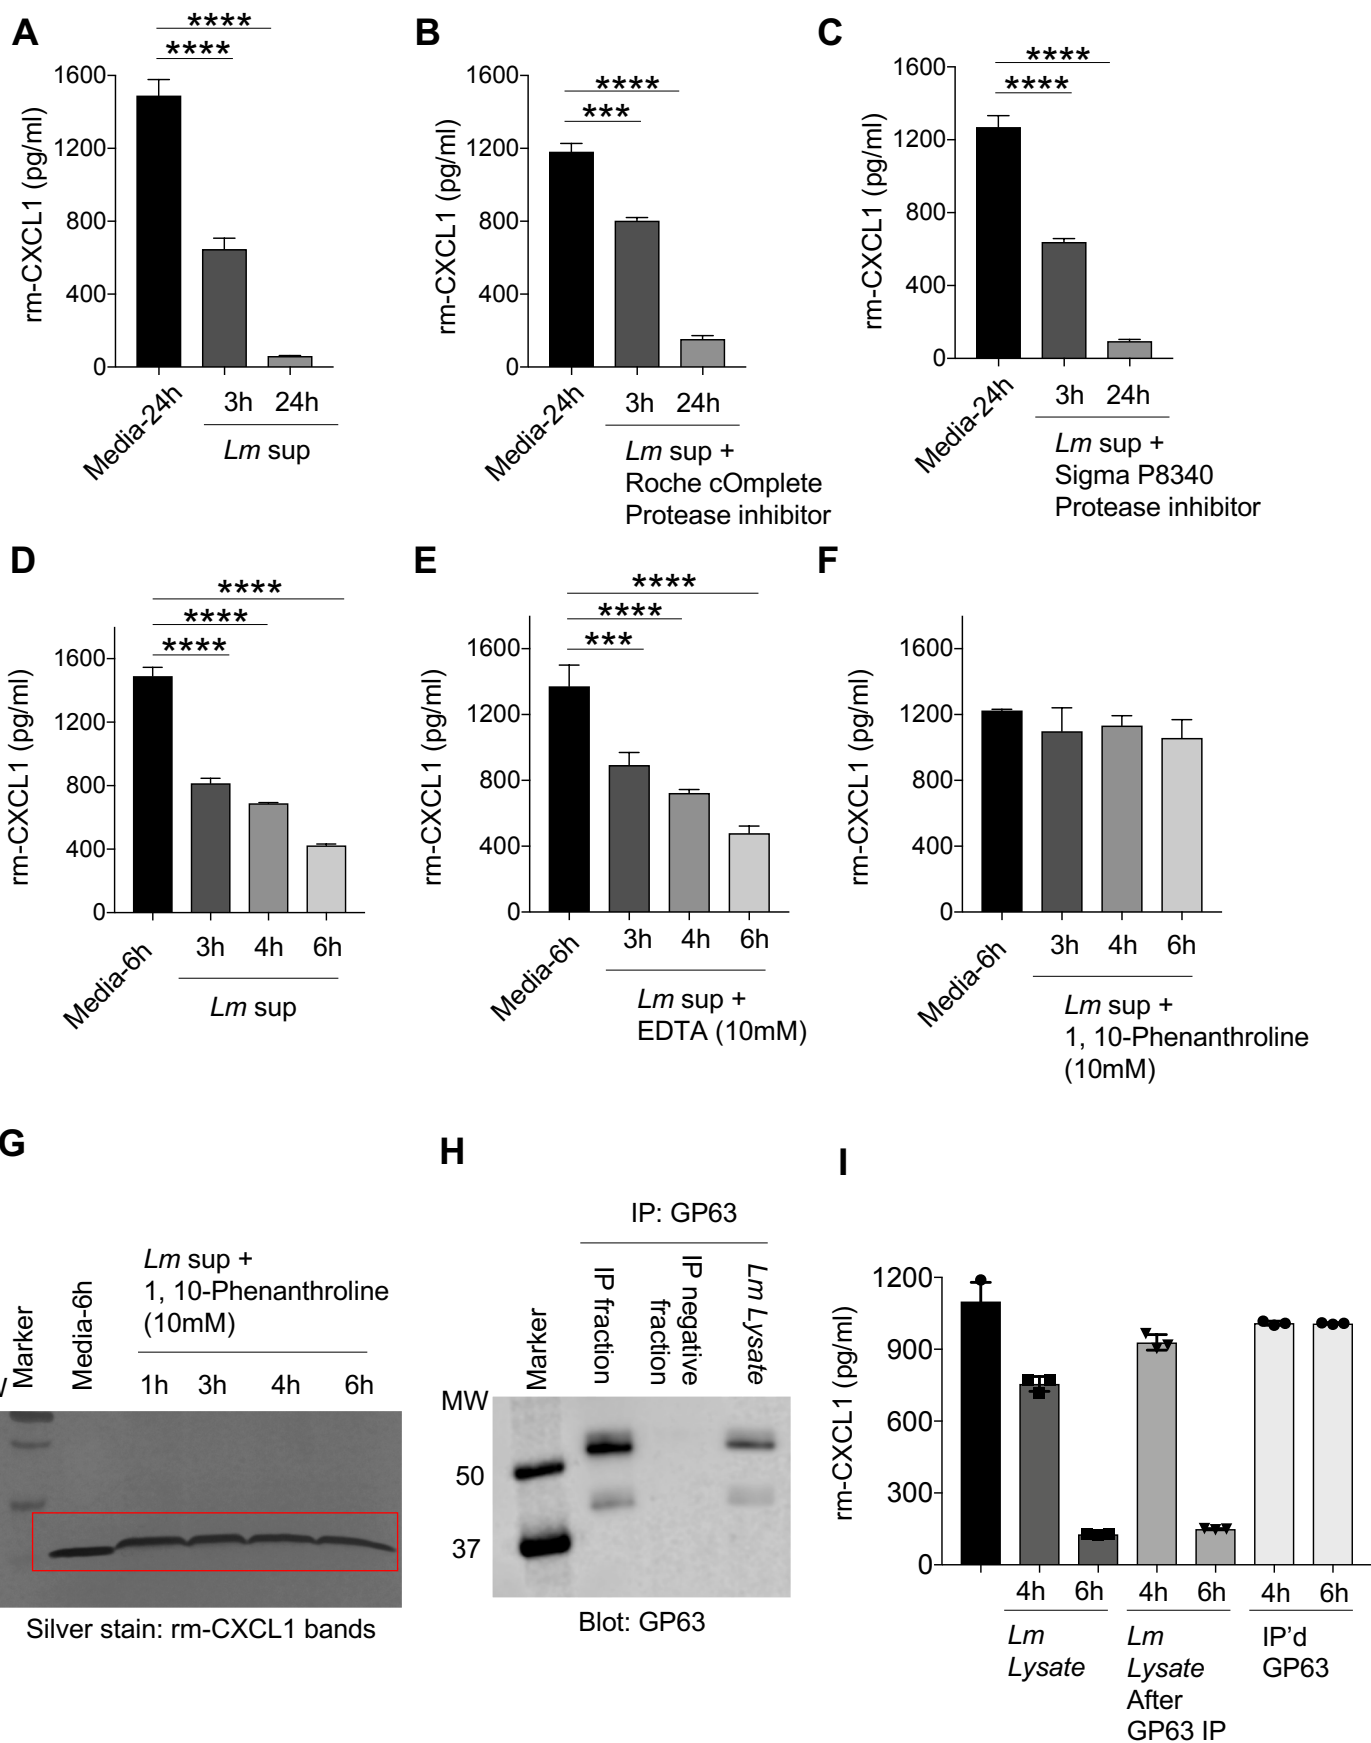 A
****
****
rm-CXCL1 (pg/ml)
1600
1200
800
400
0
Media-24h
3h 24h
Lm sup
B
****
***
rm-CXCL1 (pg/ml)
1600
1200
800
400
0
Media-24h
3h 24h
Lm sup +
Roche cOmplete
Protease inhibitor
C
****
****
rm-CXCL1 (pg/ml)
1600
1200
800
400
0
Media-24h
3h 24h
Lm sup +
Sigma P8340
Protease inhibitor
D
****
****
****
rm-CXCL1 (pg/ml)
1600
1200
800
400
0
Media-6h
3h 4h 6h
Lm sup
E
****
****
***
rm-CXCL1 (pg/ml)
1600
1200
800
400
0
Media-6h
3h 4h 6h
Lm sup +
EDTA (10mM)
F
rm-CXCL1 (pg/ml)
1600
1200
800
400
0
Media-6h
3h 4h 6h
Lm sup +
1, 10-Phenanthroline
(10mM)
G
Marker
Media-6h
Lm sup +
1, 10-Phenanthroline
(10mM)
1h 3h 4h 6h
Silver stain: rm-CXCL1 bands
H
IP: GP63
Marker
IP fraction
IP negative
fraction
Lm Lysate
MW
50
37
Blot: GP63
I
rm-CXCL1 (pg/ml)
1200
900
600
300
0
4h 6h 4h 6h 4h 6h
Lm
Lysate
Lm
Lysate
After
GP63 IP
IP'd
GP63